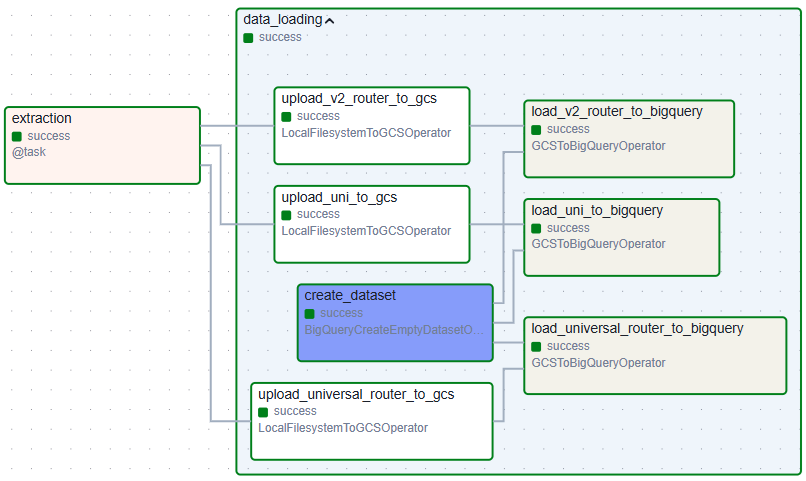 data_loading
success
extraction
success
@task
upload_v2_router_to_gcs
success
LocalFilesystemToGCSOperator
load_v2_router_to_bigquery
success
GCSToBigQueryOperator
upload_uni_to_gcs
success
LocalFilesystemToGCSOperator
load_uni_to_bigquery
success
GCSToBigQueryOperator
create_dataset
success
BigQueryCreateEmptyDatasetO...
load_universal_router_to_bigquery
success
GCSToBigQueryOperator
upload_universal_router_to_gcs
success
LocalFilesystemToGCSOperator